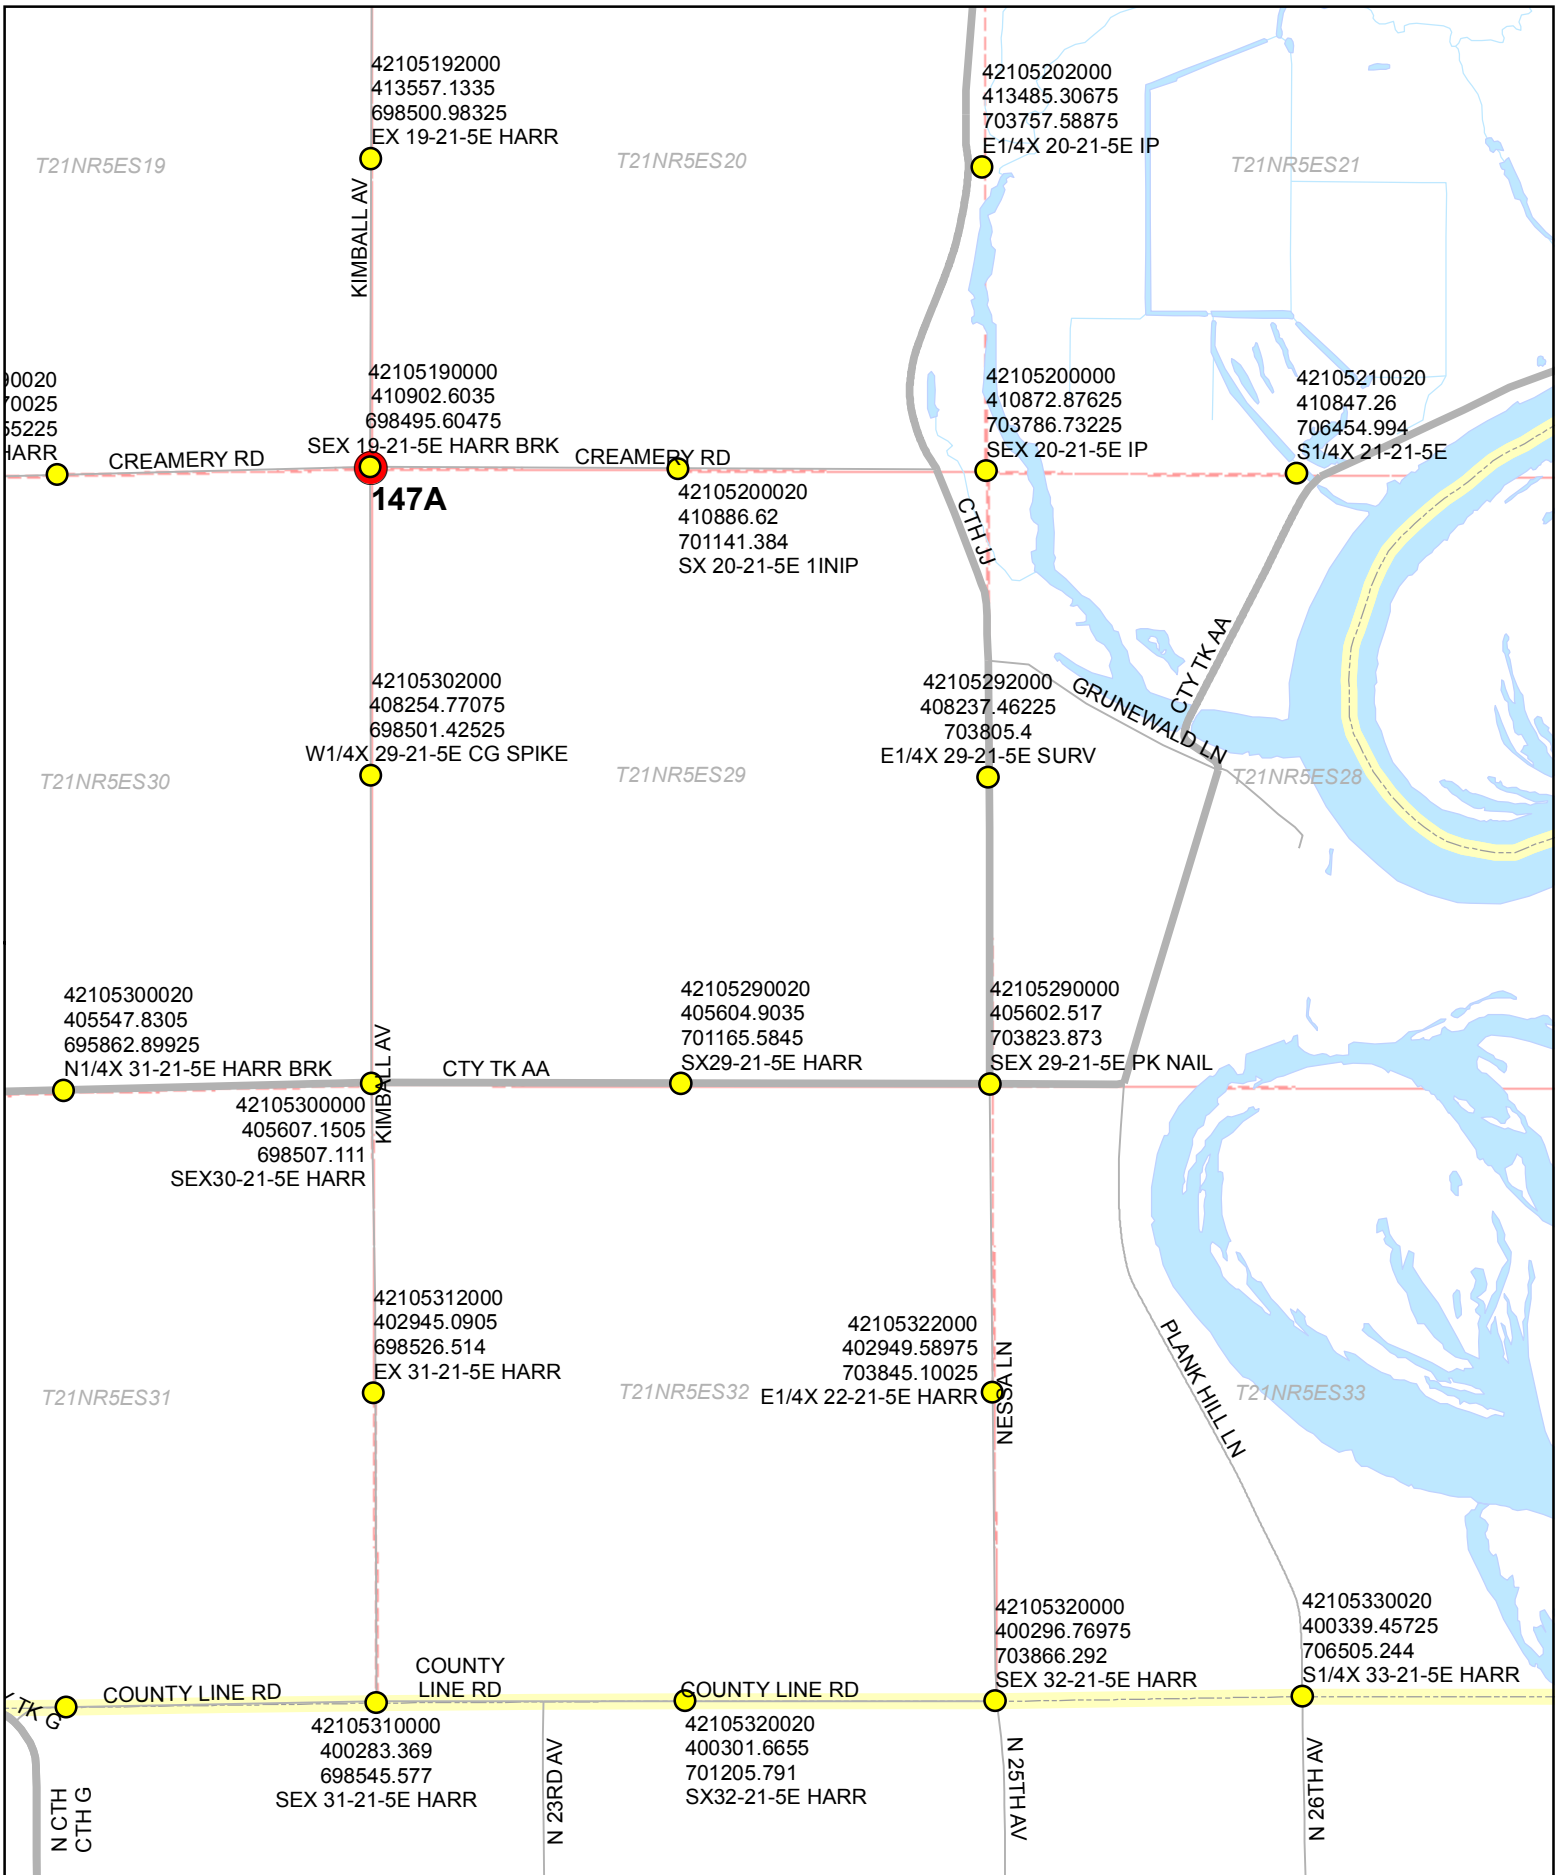 42105192000
413557.1335
698500.98325
EX 19-21-5E HARR
42105202000
413485.30675
703757.58875
E1/4X 20-21-5E IP
T21NR5ES19
T21NR5ES20
T21NR5ES21
KIMBALL AV
90020
70025
55225
HARR
42105190000
410902.6035
698495.60475
SEX 19-21-5E HARR BRK
42105200000
410872.87625
703786.73225
SEX 20-21-5E IP
42105210020
410847.26
706454.994
S1/4X 21-21-5E
CREAMERY RD
CREAMERY RD
147A
42105200020
410886.62
701141.384
SX 20-21-5E 1INIP
CTH JJ
CTY TK AA
GRUNEWALD LN
42105302000
408254.77075
698501.42525
W1/4X 29-21-5E CG SPIKE
42105292000
408237.46225
703805.4
E1/4X 29-21-5E SURV
T21NR5ES30
T21NR5ES29
T21NR5ES28
42105300020
405547.8305
695862.89925
N1/4X 31-21-5E HARR BRK
KIMBALL AV
CTY TK AA
42105290020
405604.9035
701165.5845
SX29-21-5E HARR
42105290000
405602.517
703823.873
SEX 29-21-5E PK NAIL
42105300000
405607.1505
698507.111
SEX30-21-5E HARR
42105312000
402945.0905
698526.514
EX 31-21-5E HARR
42105322000
402949.58975
703845.10025
E1/4X 22-21-5E HARR
NESSA LN
PLANK HILL LN
T21NR5ES31
T21NR5ES32
T21NR5ES33
42105320000
400296.76975
703866.292
SEX 32-21-5E HARR
42105330020
400339.45725
706505.244
S1/4X 33-21-5E HARR
TK G
COUNTY LINE RD
COUNTY
LINE RD
COUNTY LINE RD
42105310000
400283.369
698545.577
SEX 31-21-5E HARR
42105320020
400301.6655
701205.791
SX32-21-5E HARR
N CTH
CTH G
N 23RD AV
N 25TH AV
N 26TH AV